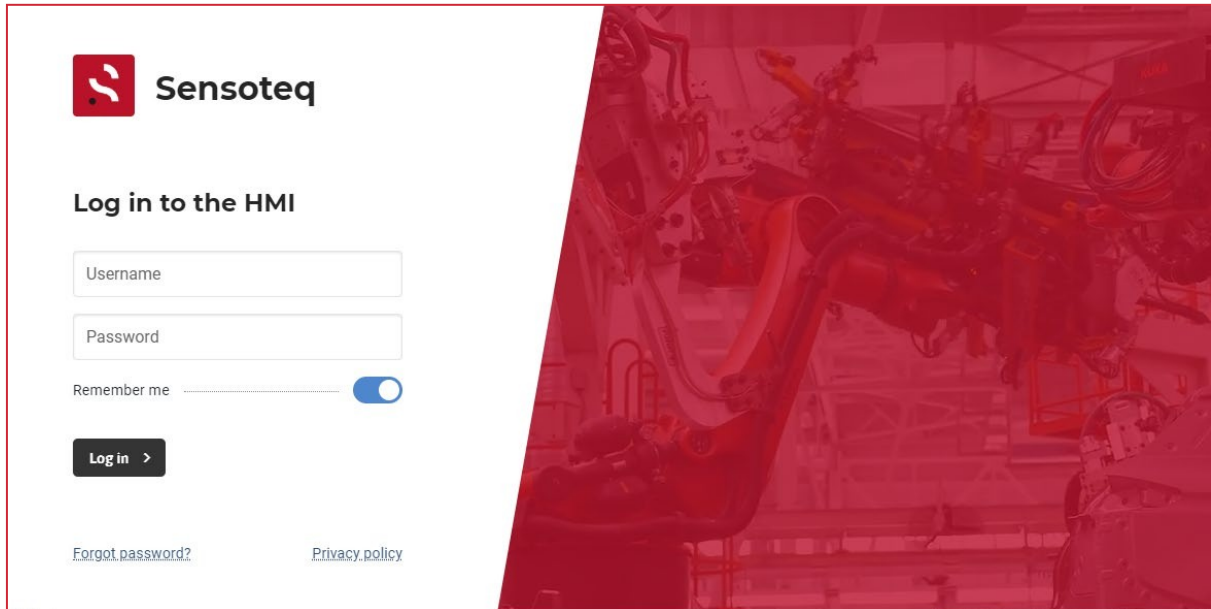 Sensoteq
Log in to the HMI
Username
Password
Remember me
Log in >
Forgot password? Privacy policy